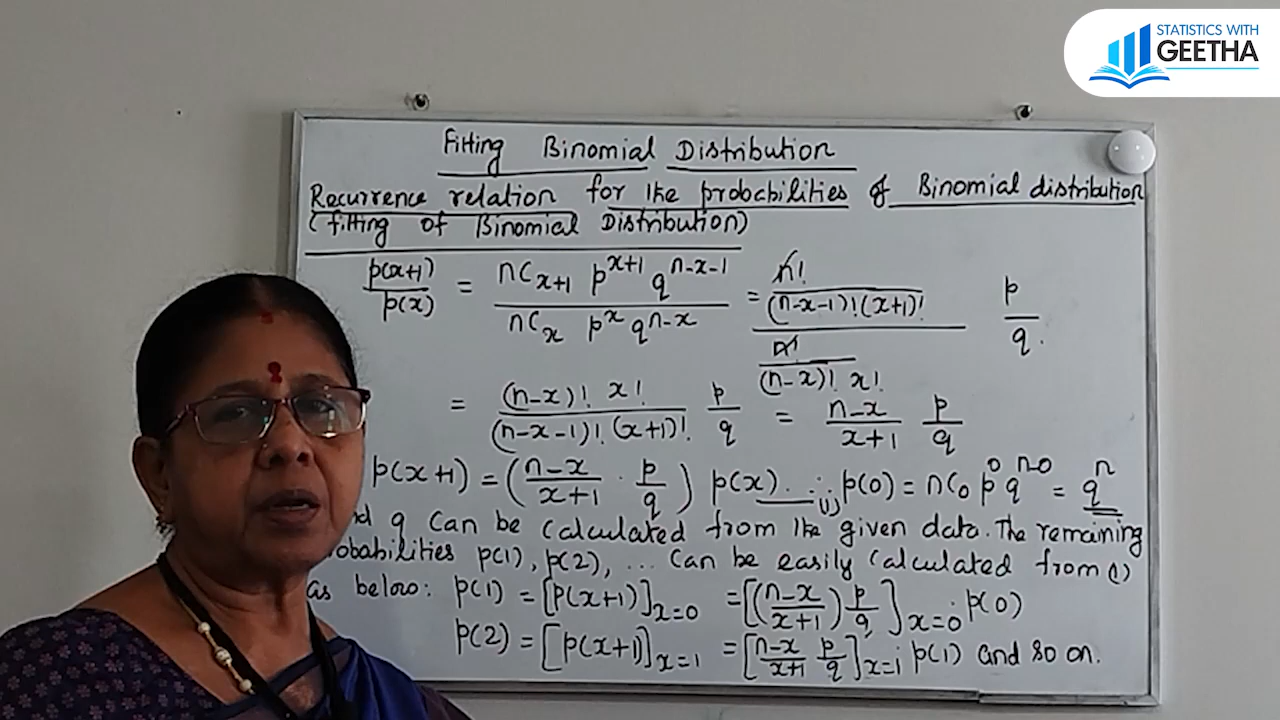 STATISTICS WITH
GEETHA
Fitting Binomial Distribution
Recurrence relation for the probabilities of Binomial distribution
(fitting of Binomial Distribution)
p(x+1)/p(x) = nC_{x+1} p^{x+1} q^{n-x-1} / nC_x p^x q^{n-x} = (n!/((n-x-1)!(x+1)!)) / (n!/((n-x)! x!)) p/q.
= (n-x)! x! / ((n-x-1)! (x+1)!) p/q = (n-x)/(x+1) p/q
p(x+1) = ((n-x)/(x+1) · p/q) p(x). ∴(1) p(0) = nC_0 p^0 q^{n-0} = q^n
q can be calculated from the given data. The remaining
probabilities p(1), p(2), ... can be easily calculated from (1)
as below: p(1) = [p(x+1)]_{x=0} = [((n-x)/(x+1)) p/q]_{x=0} · p(0)
p(2) = [p(x+1)]_{x=1} = [(n-x)/(x+1) p/q]_{x=1} · p(1) and so on.